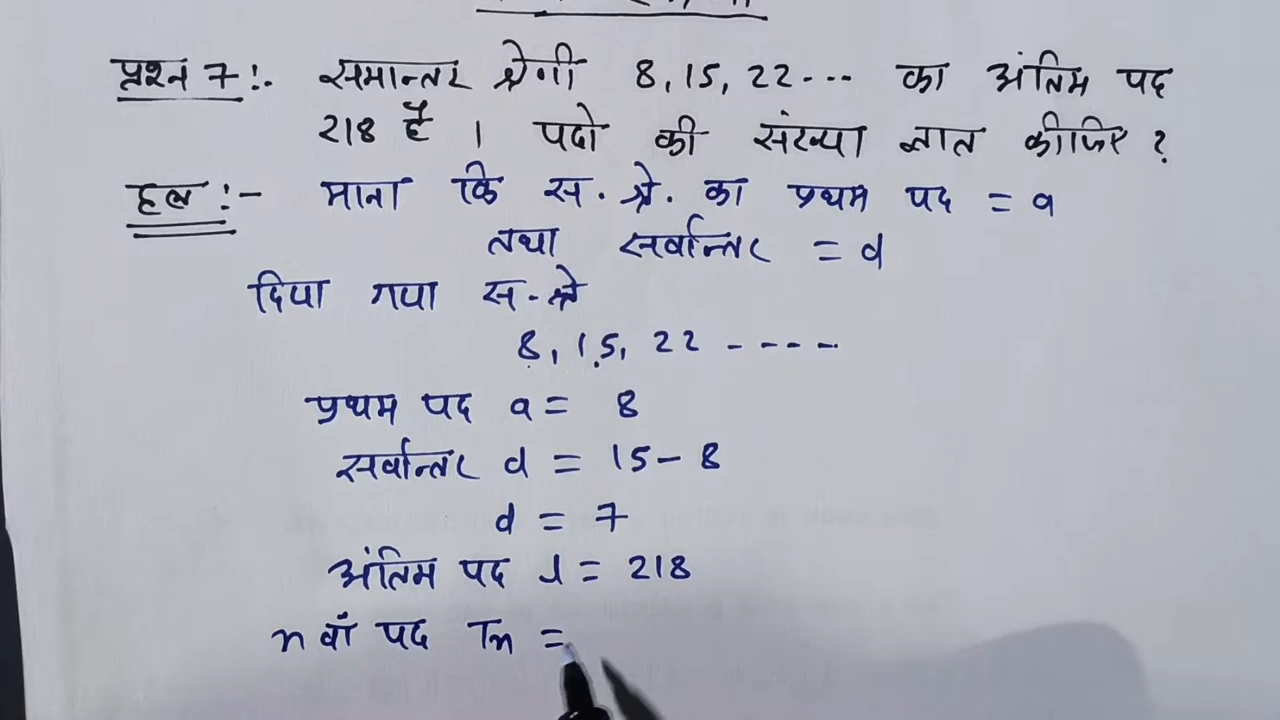 प्रश्न 7:- समान्तर श्रेणी 8, 15, 22 --- का अंतिम पद
218 है । पदो की संख्या ज्ञात कीजिए ?
हल :- माना कि स. श्रे. का प्रथम पद = a
तथा सर्वान्तर = d
दिया गया स.श्रे
8, 15, 22 - - - -
प्रथम पद a = 8
सर्वान्तर d = 15 - 8
d = 7
अंतिम पद l = 218
n वाँ पद Tn =